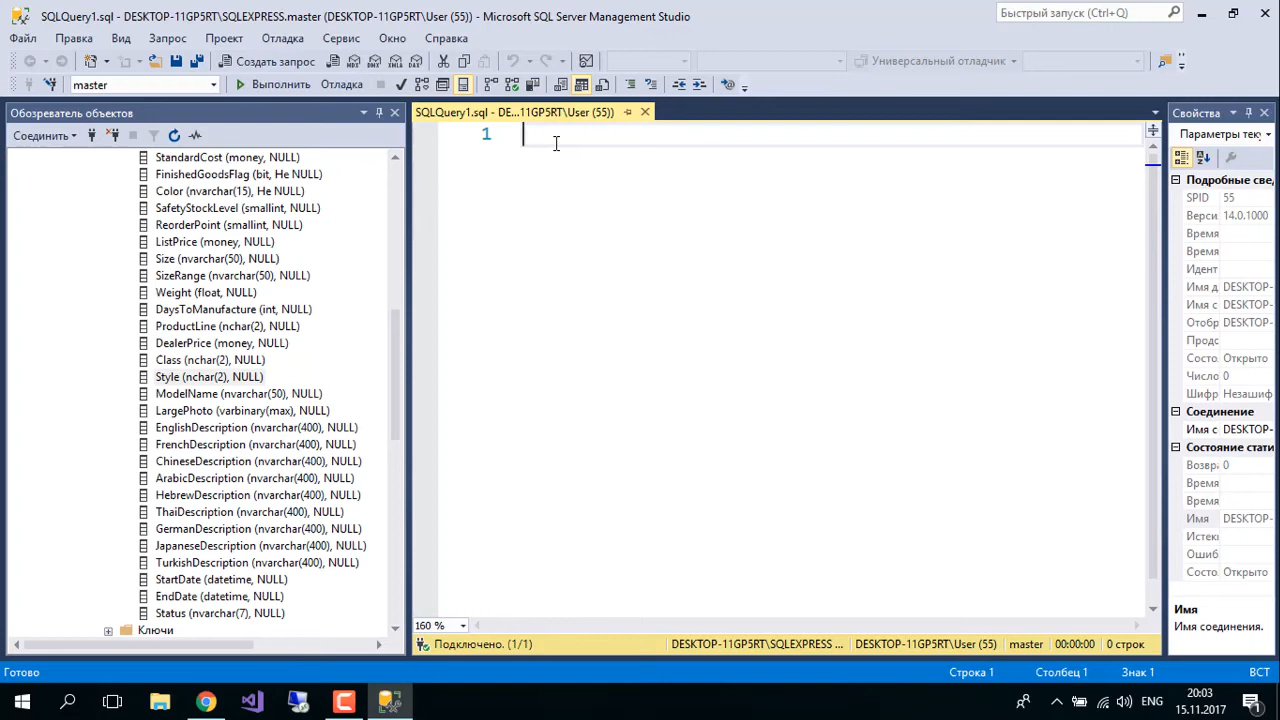 SQLQuery1.sql - DESKTOP-11GP5RT\SQLEXPRESS.master (DESKTOP-11GP5RT\User (55)) - Microsoft SQL Server Management Studio
Быстрый запуск (Ctrl+Q)
Файл Правка Вид Запрос Проект Отладка Сервис Окно Справка
Создать запрос
Универсальный отладчик
master
Выполнить Отладка
Обозреватель объектов
SQLQuery1.sql - DE...11GP5RT\User (55))
Свойства
Соединить
1
Параметры теку
StandardCost (money, NULL)
FinishedGoodsFlag (bit, Не NULL)
Color (nvarchar(15), Не NULL)
SafetyStockLevel (smallint, NULL)
ReorderPoint (smallint, NULL)
ListPrice (money, NULL)
Size (nvarchar(50), NULL)
SizeRange (nvarchar(50), NULL)
Weight (float, NULL)
DaysToManufacture (int, NULL)
ProductLine (nchar(2), NULL)
DealerPrice (money, NULL)
Class (nchar(2), NULL)
Style (nchar(2), NULL)
ModelName (nvarchar(50), NULL)
LargePhoto (varbinary(max), NULL)
EnglishDescription (nvarchar(400), NULL)
FrenchDescription (nvarchar(400), NULL)
ChineseDescription (nvarchar(400), NULL)
ArabicDescription (nvarchar(400), NULL)
HebrewDescription (nvarchar(400), NULL)
ThaiDescription (nvarchar(400), NULL)
GermanDescription (nvarchar(400), NULL)
JapaneseDescription (nvarchar(400), NULL)
TurkishDescription (nvarchar(400), NULL)
StartDate (datetime, NULL)
EndDate (datetime, NULL)
Status (nvarchar(7), NULL)
Ключи
Подробные свед
SPID 55
Верси 14.0.1000
Время
Время
Идент
Имя д DESKTOP-
Имя с DESKTOP-
Отобр DESKTOP-
Продо
Состо Открыто
Число 0
Шифр Незашиф
Соединение
Имя с DESKTOP-
Состояние стати
Возвра 0
Время
Время
Имя DESKTOP-
Истек
Ошиб
Состо Открыто
Имя
Имя соединения.
160 %
Подключено. (1/1)
DESKTOP-11GP5RT\SQLEXPRESS ... DESKTOP-11GP5RT\User (55) master 00:00:00 0 строк
Готово
Строка 1 Столбец 1 Знак 1 ВСТ
ENG
20:03
15.11.2017
1